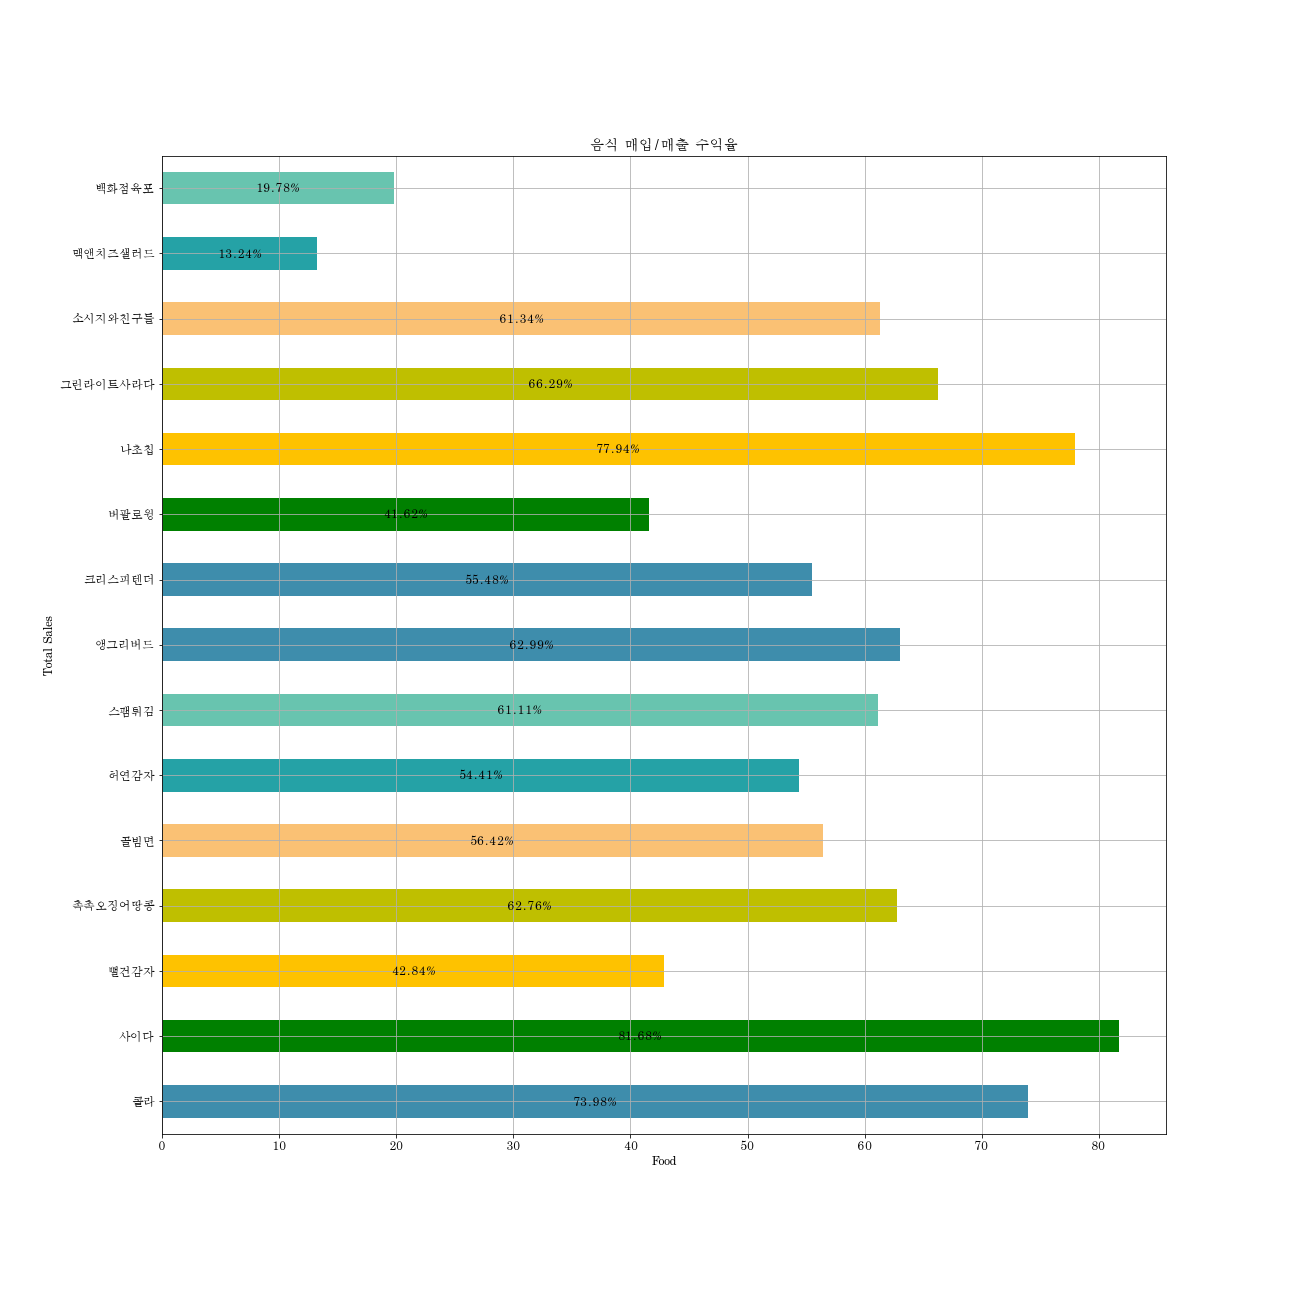 음식 매입/매출 수익율
백화점육포
19.78%
맥앤치즈샐러드
13.24%
소시지와친구들
61.34%
그린라이트사라다
66.29%
나초칩
77.94%
버팔로윙
41.62%
크리스피텐더
55.48%
앵그리버드
62.99%
스팸튀김
61.11%
허연감자
54.41%
골빔면
56.42%
촉촉오징어땅콩
62.76%
뻘건감자
42.84%
사이다
81.68%
콜라
73.98%
0 10 20 30 40 50 60 70 80
Food
Total Sales